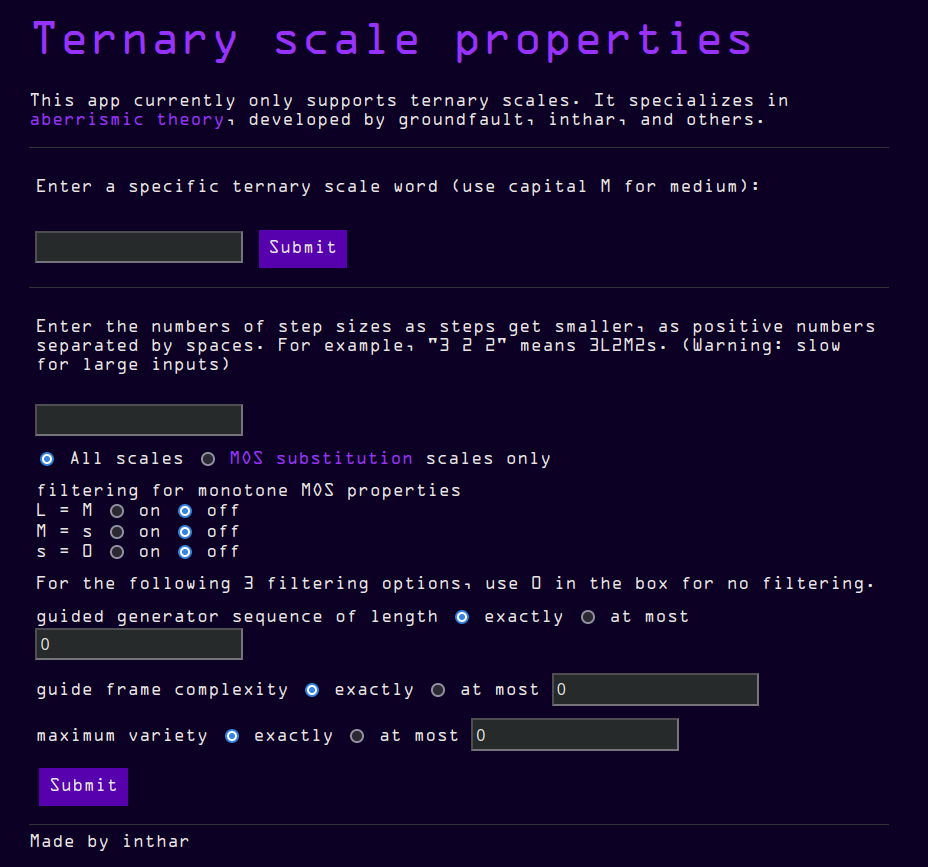 Ternary scale properties
This app currently only supports ternary scales. It specializes in
aberrismic theory, developed by groundfault, inthar, and others.
Enter a specific ternary scale word (use capital M for medium):
Submit
Enter the numbers of step sizes as steps get smaller, as positive numbers
separated by spaces. For example, "3 2 2" means 3L2M2s. (Warning: slow
for large inputs)
All scales MOS substitution scales only
filtering for monotone MOS properties
L = M on off
M = s on off
s = 0 on off
For the following 3 filtering options, use 0 in the box for no filtering.
guided generator sequence of length exactly at most
0
guide frame complexity exactly at most 0
maximum variety exactly at most 0
Submit
Made by inthar